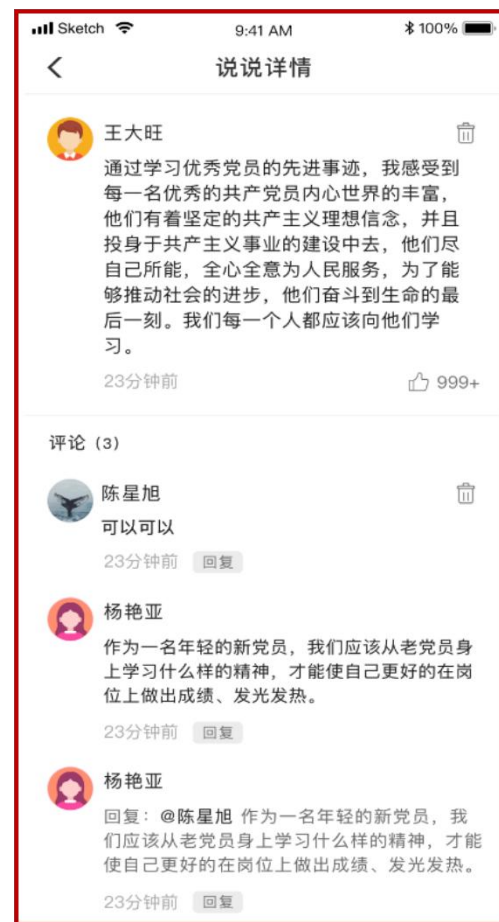 Sketch 9:41 AM 100%
说说详情
王大旺
通过学习优秀党员的先进事迹，我感受到
每一名优秀的共产党员内心世界的丰富，
他们有着坚定的共产主义理想信念，并且
投身于共产主义事业的建设中去，他们尽
自己所能，全心全意为人民服务，为了能
够推动社会的进步，他们奋斗到生命的最
后一刻。我们每一个人都应该向他们学
习。
23分钟前 999+
评论（3）
陈星旭
可以可以
23分钟前 回复
杨艳亚
作为一名年轻的新党员，我们应该从老党员身
上学习什么样的精神，才能使自己更好的在岗
位上做出成绩、发光发热。
23分钟前 回复
杨艳亚
回复：@陈星旭 作为一名年轻的新党员，我
们应该从老党员身上学习什么样的精神，才能
使自己更好的在岗位上做出成绩、发光发热。
23分钟前 回复